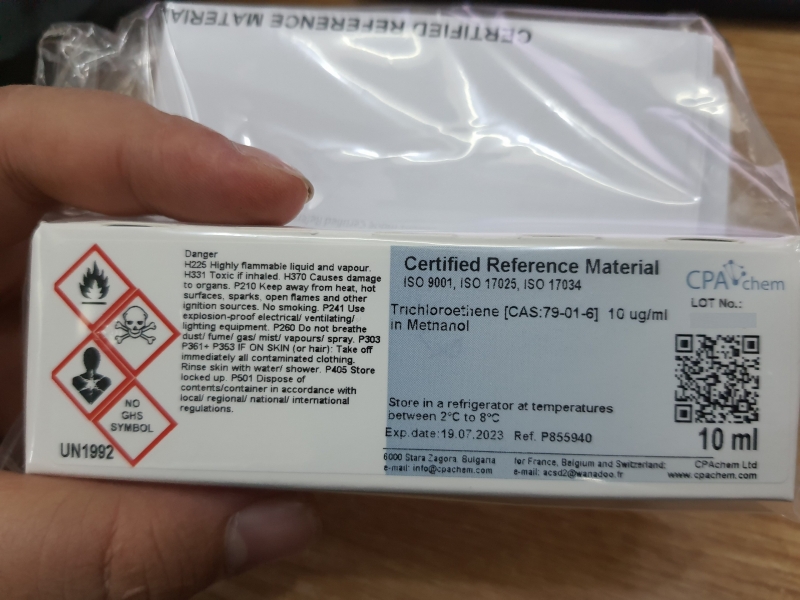 CERTIFIED REFERENCE MATERIAL
Danger
H225 Highly flammable liquid and vapour.
H331 Toxic if inhaled. H370 Causes damage
to organs. P210 Keep away from heat, hot
surfaces, sparks, open flames and other
ignition sources. No smoking. P241 Use
explosion-proof electrical/ ventilating/
lighting equipment. P260 Do not breathe
dust/ fume/ gas/ mist/ vapours/ spray. P303
P361+ P353 IF ON SKIN (or hair): Take off
immediately all contaminated clothing.
Rinse skin with water/ shower. P405 Store
locked up. P501 Dispose of
contents/container in accordance with
local/ regional/ national/ international
regulations.
NO
GHS
SYMBOL
UN1992
Certified Reference Material
ISO 9001, ISO 17025, ISO 17034
Trichloroethene [CAS:79-01-6] 10 ug/ml
in Methanol
Store in a refrigerator at temperatures
between 2°C to 8°C
Exp.date:19.07.2023 Ref. P855940
6000 Stara Zagora, Bulgaria
e-mail: info@cpachem.com
for France, Belgium and Switzerland:
e-mail: acsd2@wanadoo.fr
CPAchem
LOT No.:
10 ml
CPAchem Ltd
www.cpachem.com